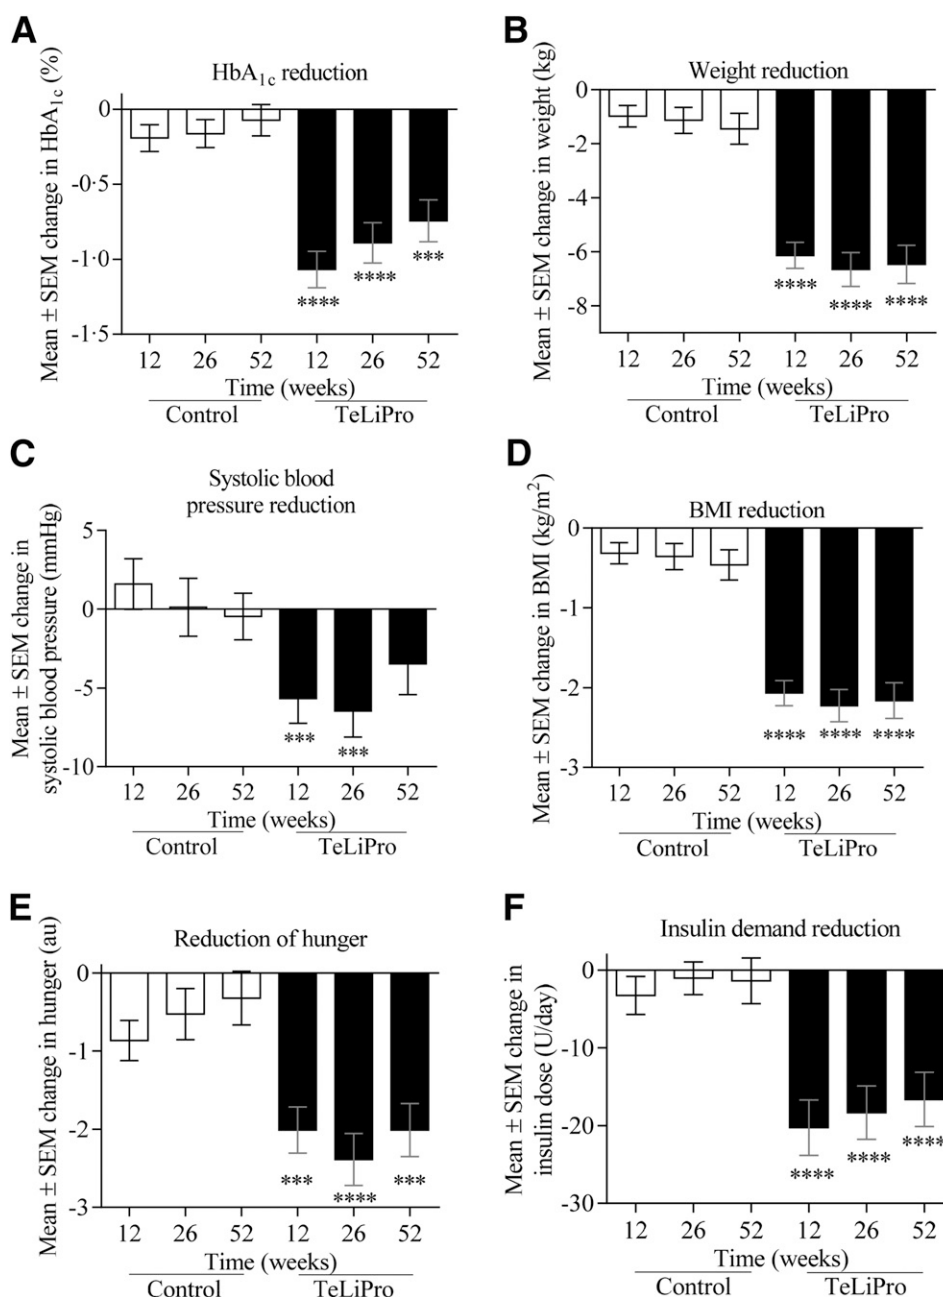 A
HbA1c reduction
Mean ± SEM change in HbA1c (%)
0
-0·5
-1·0
-1·5
****
****
***
12 26 52 12 26 52
Time (weeks)
Control TeLiPro
B
Weight reduction
Mean ± SEM change in weight (kg)
0
-2
-4
-6
-8
**** **** ****
12 26 52 12 26 52
Time (weeks)
Control TeLiPro
C
Systolic blood
pressure reduction
Mean ± SEM change in
systolic blood pressure (mmHg)
5
0
-5
-10
*** ***
12 26 52 12 26 52
Time (weeks)
Control TeLiPro
D
BMI reduction
Mean ± SEM change in BMI (kg/m²)
0
-1
-2
-3
**** **** ****
12 26 52 12 26 52
Time (weeks)
Control TeLiPro
E
Reduction of hunger
Mean ± SEM change in hunger (au)
0
-1
-2
-3
*** **** ***
12 26 52 12 26 52
Time (weeks)
Control TeLiPro
F
Insulin demand reduction
Mean ± SEM change in
insulin dose (U/day)
0
-10
-20
-30
**** **** ****
12 26 52 12 26 52
Time (weeks)
Control TeLiPro